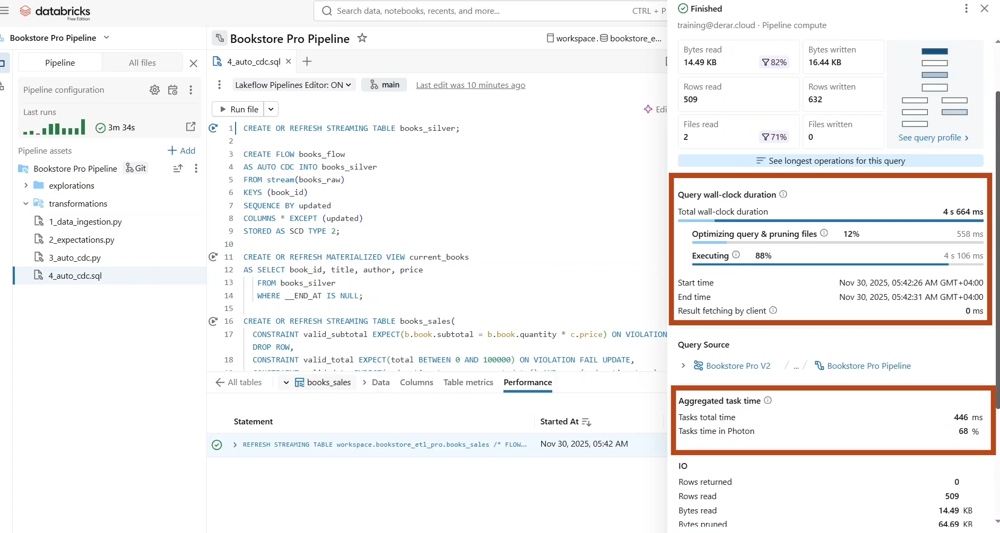 databricks
Free Edition
Search data, notebooks, recents, and more...
CTRL + P
Bookstore Pro Pipeline
Pipeline
All files
Pipeline configuration
Last runs
3m 34s
Pipeline assets
Add
Bookstore Pro Pipeline
Git
explorations
transformations
1_data_ingestion.py
2_expectations.py
3_auto_cdc.py
4_auto_cdc.sql
Bookstore Pro Pipeline
workspace. bookstore_e...
4_auto_cdc.sql
Lakeflow Pipelines Editor: ON
main
Last edit was 10 minutes ago
Run file
Edi
1 CREATE OR REFRESH STREAMING TABLE books_silver;
2
3 CREATE FLOW books_flow
4 AS AUTO CDC INTO books_silver
5 FROM stream(books_raw)
6 KEYS (book_id)
7 SEQUENCE BY updated
8 COLUMNS * EXCEPT (updated)
9 STORED AS SCD TYPE 2;
10
11 CREATE OR REFRESH MATERIALIZED VIEW current_books
12 AS SELECT book_id, title, author, price
13 FROM books_silver
14 WHERE __END_AT IS NULL;
15
16 CREATE OR REFRESH STREAMING TABLE books_sales(
17 CONSTRAINT valid_subtotal EXPECT(b.book.subtotal = b.book.quantity * c.price) ON VIOLATION
DROP ROW,
18 CONSTRAINT valid_total EXPECT(total BETWEEN 0 AND 100000) ON VIOLATION FAIL UPDATE,
All tables
books_sales
Data
Columns
Table metrics
Performance
Statement
Started At
REFRESH STREAMING TABLE workspace.bookstore_etl_pro.books_sales /* FLOW...
Nov 30, 2025, 05:42 AM
Finished
training@derar.cloud · Pipeline compute
Bytes read
14.49 KB
82%
Bytes written
16.44 KB
Rows read
509
Rows written
632
Files read
2
71%
Files written
0
See query profile
See longest operations for this query
Query wall-clock duration
Total wall-clock duration 4 s 664 ms
Optimizing query & pruning files 12% 558 ms
Executing 88% 4 s 106 ms
Start time Nov 30, 2025, 05:42:26 AM GMT+04:00
End time Nov 30, 2025, 05:42:31 AM GMT+04:00
Result fetching by client 0 ms
Query Source
Bookstore Pro V2 / ... / Bookstore Pro Pipeline
Aggregated task time
Tasks total time 446 ms
Tasks time in Photon 68 %
IO
Rows returned 0
Rows read 509
Bytes read 14.49 KB
Bytes pruned 64.69 KB